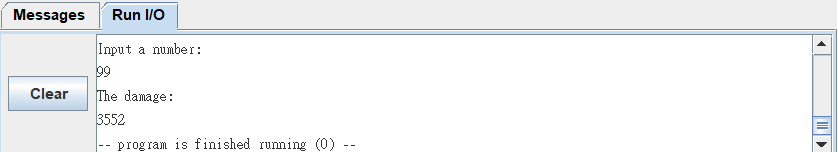 Messages Run I/O
Input a number:
99
The damage:
Clear
3552
-- program is finished running (0) --